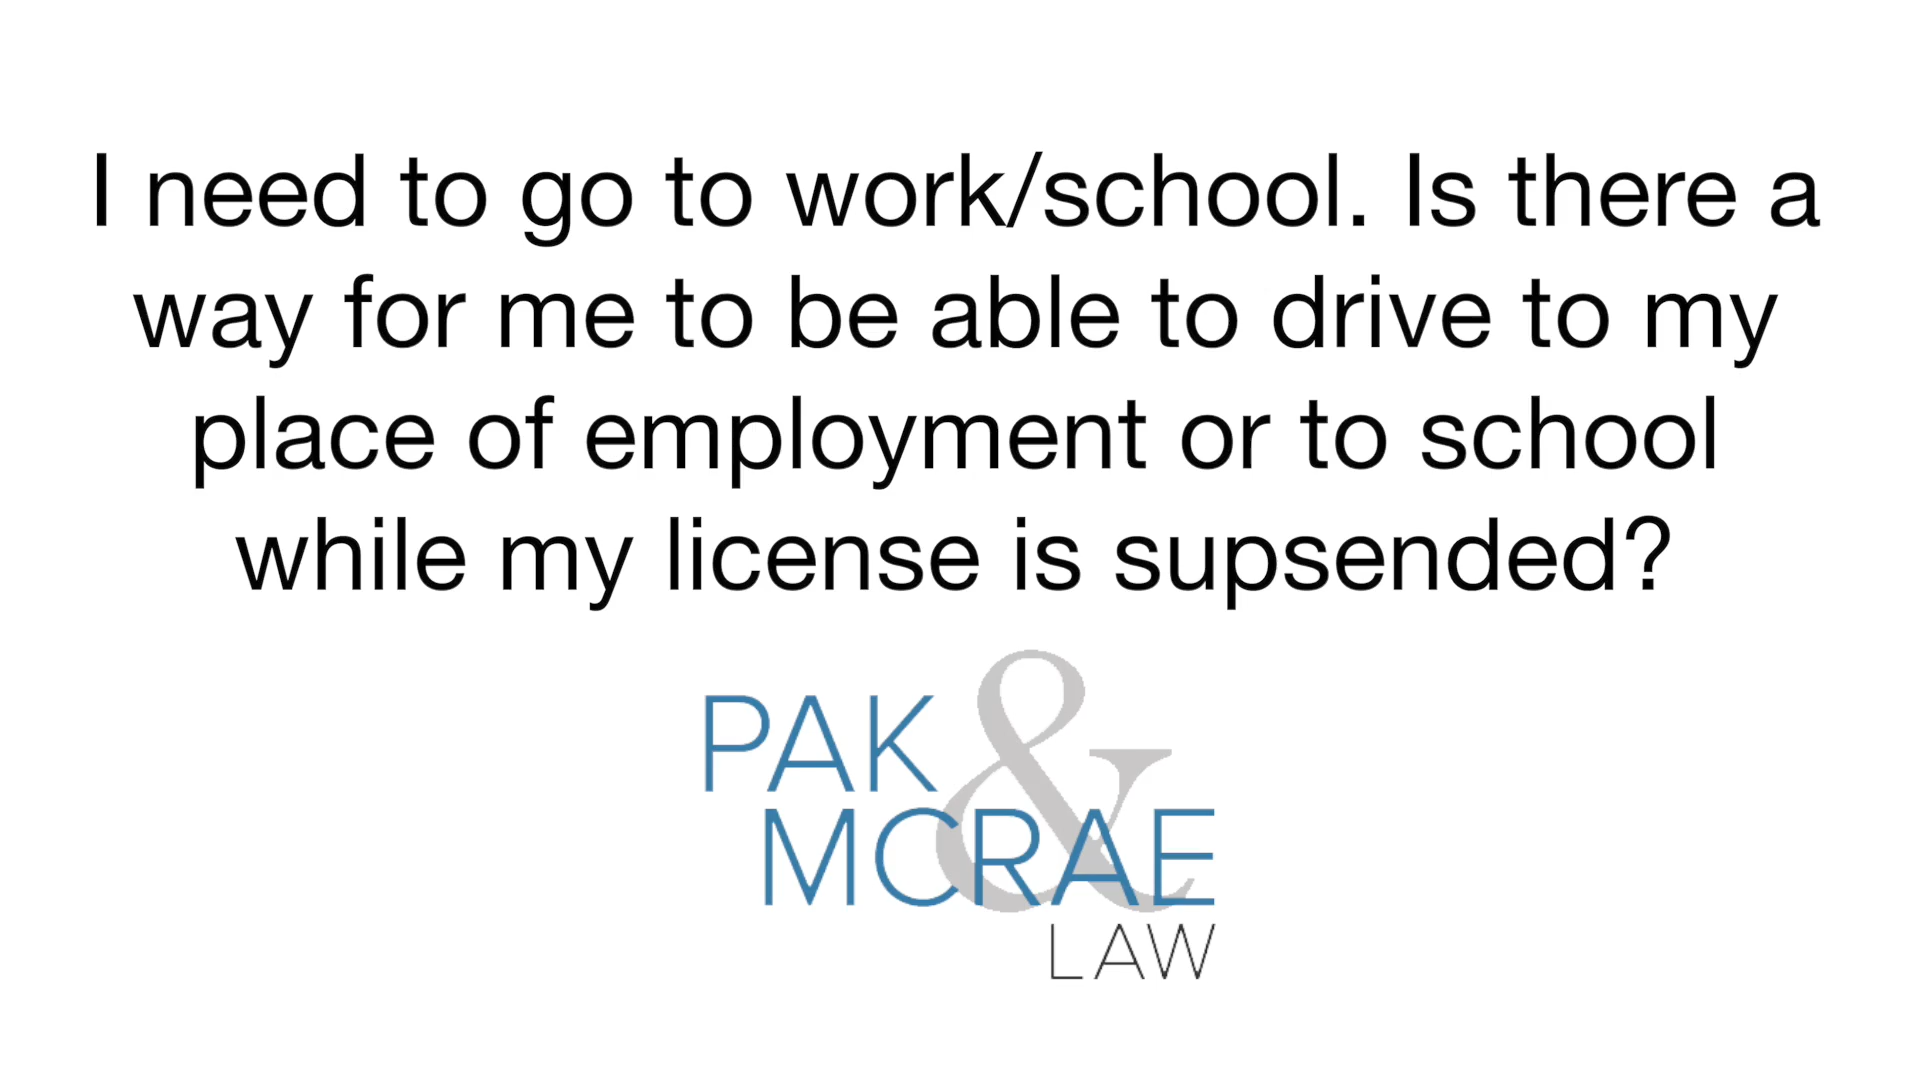 I need to go to work/school. Is there a
way for me to be able to drive to my
place of employment or to school
while my license is supsended?
PAK &
MCRAE
LAW